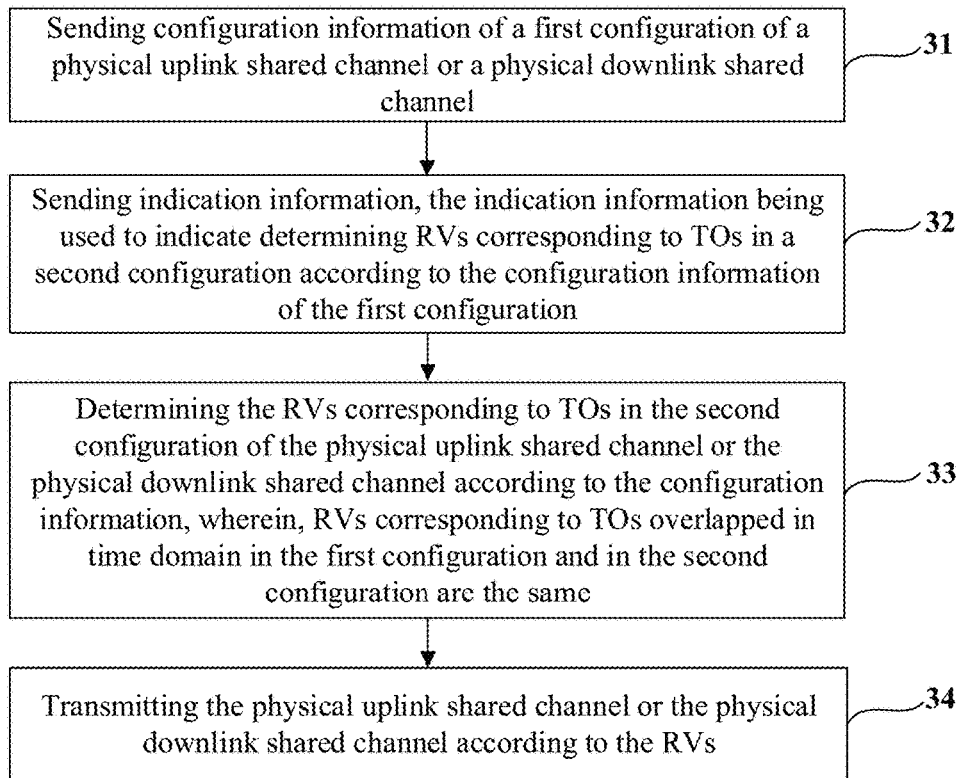 Sending configuration information of a first configuration of a
physical uplink shared channel or a physical downlink shared
channel
31
Sending indication information, the indication information being
used to indicate determining RVs corresponding to TOs in a
second configuration according to the configuration information
of the first configuration
32
Determining the RVs corresponding to TOs in the second
configuration of the physical uplink shared channel or the
physical downlink shared channel according to the configuration
information, wherein, RVs corresponding to TOs overlapped in
time domain in the first configuration and in the second
configuration are the same
33
Transmitting the physical uplink shared channel or the physical
downlink shared channel according to the RVs
34